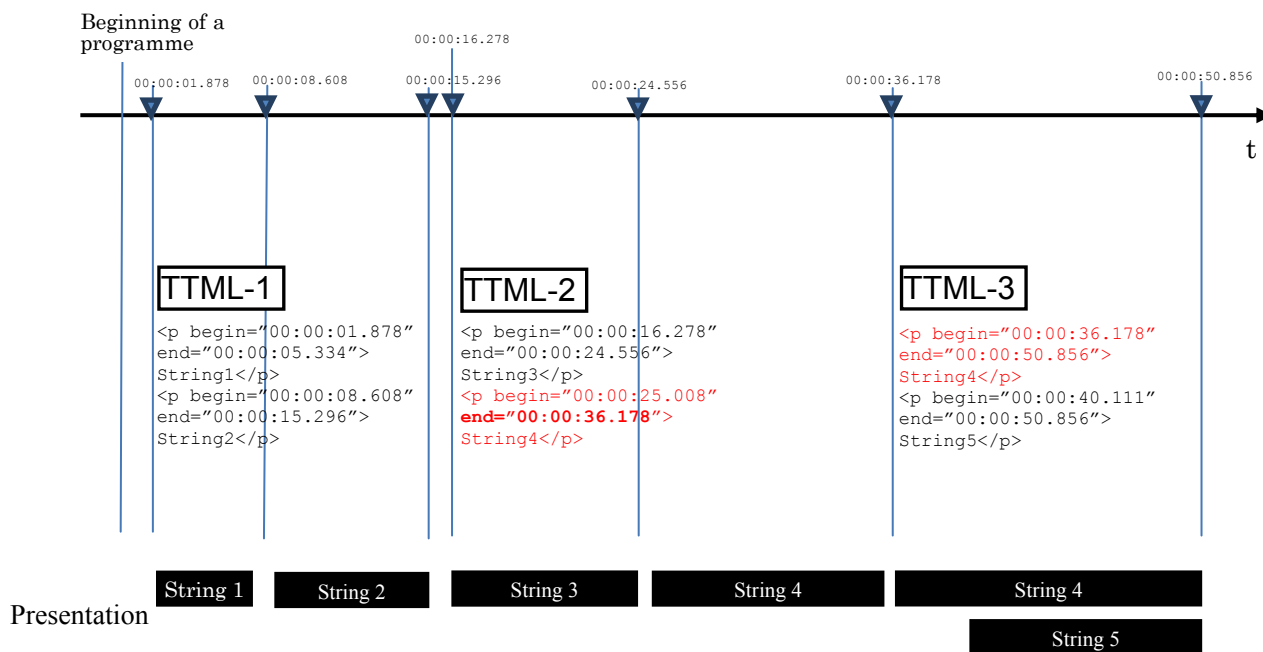 Beginning of a
programme
00:00:16.278
00:00:01.878
00:00:08.608
00:00:15.296
00:00:24.556
00:00:36.178
00:00:50.856
t
TTML-1
<p begin=”00:00:01.878”
end=”00:00:05.334”>
String1</p>
<p begin=”00:00:08.608”
end=”00:00:15.296”>
String2</p>
TTML-2
<p begin=”00:00:16.278”
end=”00:00:24.556”>
String3</p>
<p begin=”00:00:25.008”
end=”00:00:36.178”>
String4</p>
TTML-3
<p begin=”00:00:36.178”
end=”00:00:50.856”>
String4</p>
<p begin=”00:00:40.111”
end=”00:00:50.856”>
String5</p>
Presentation
String 1
String 2
String 3
String 4
String 4
String 5